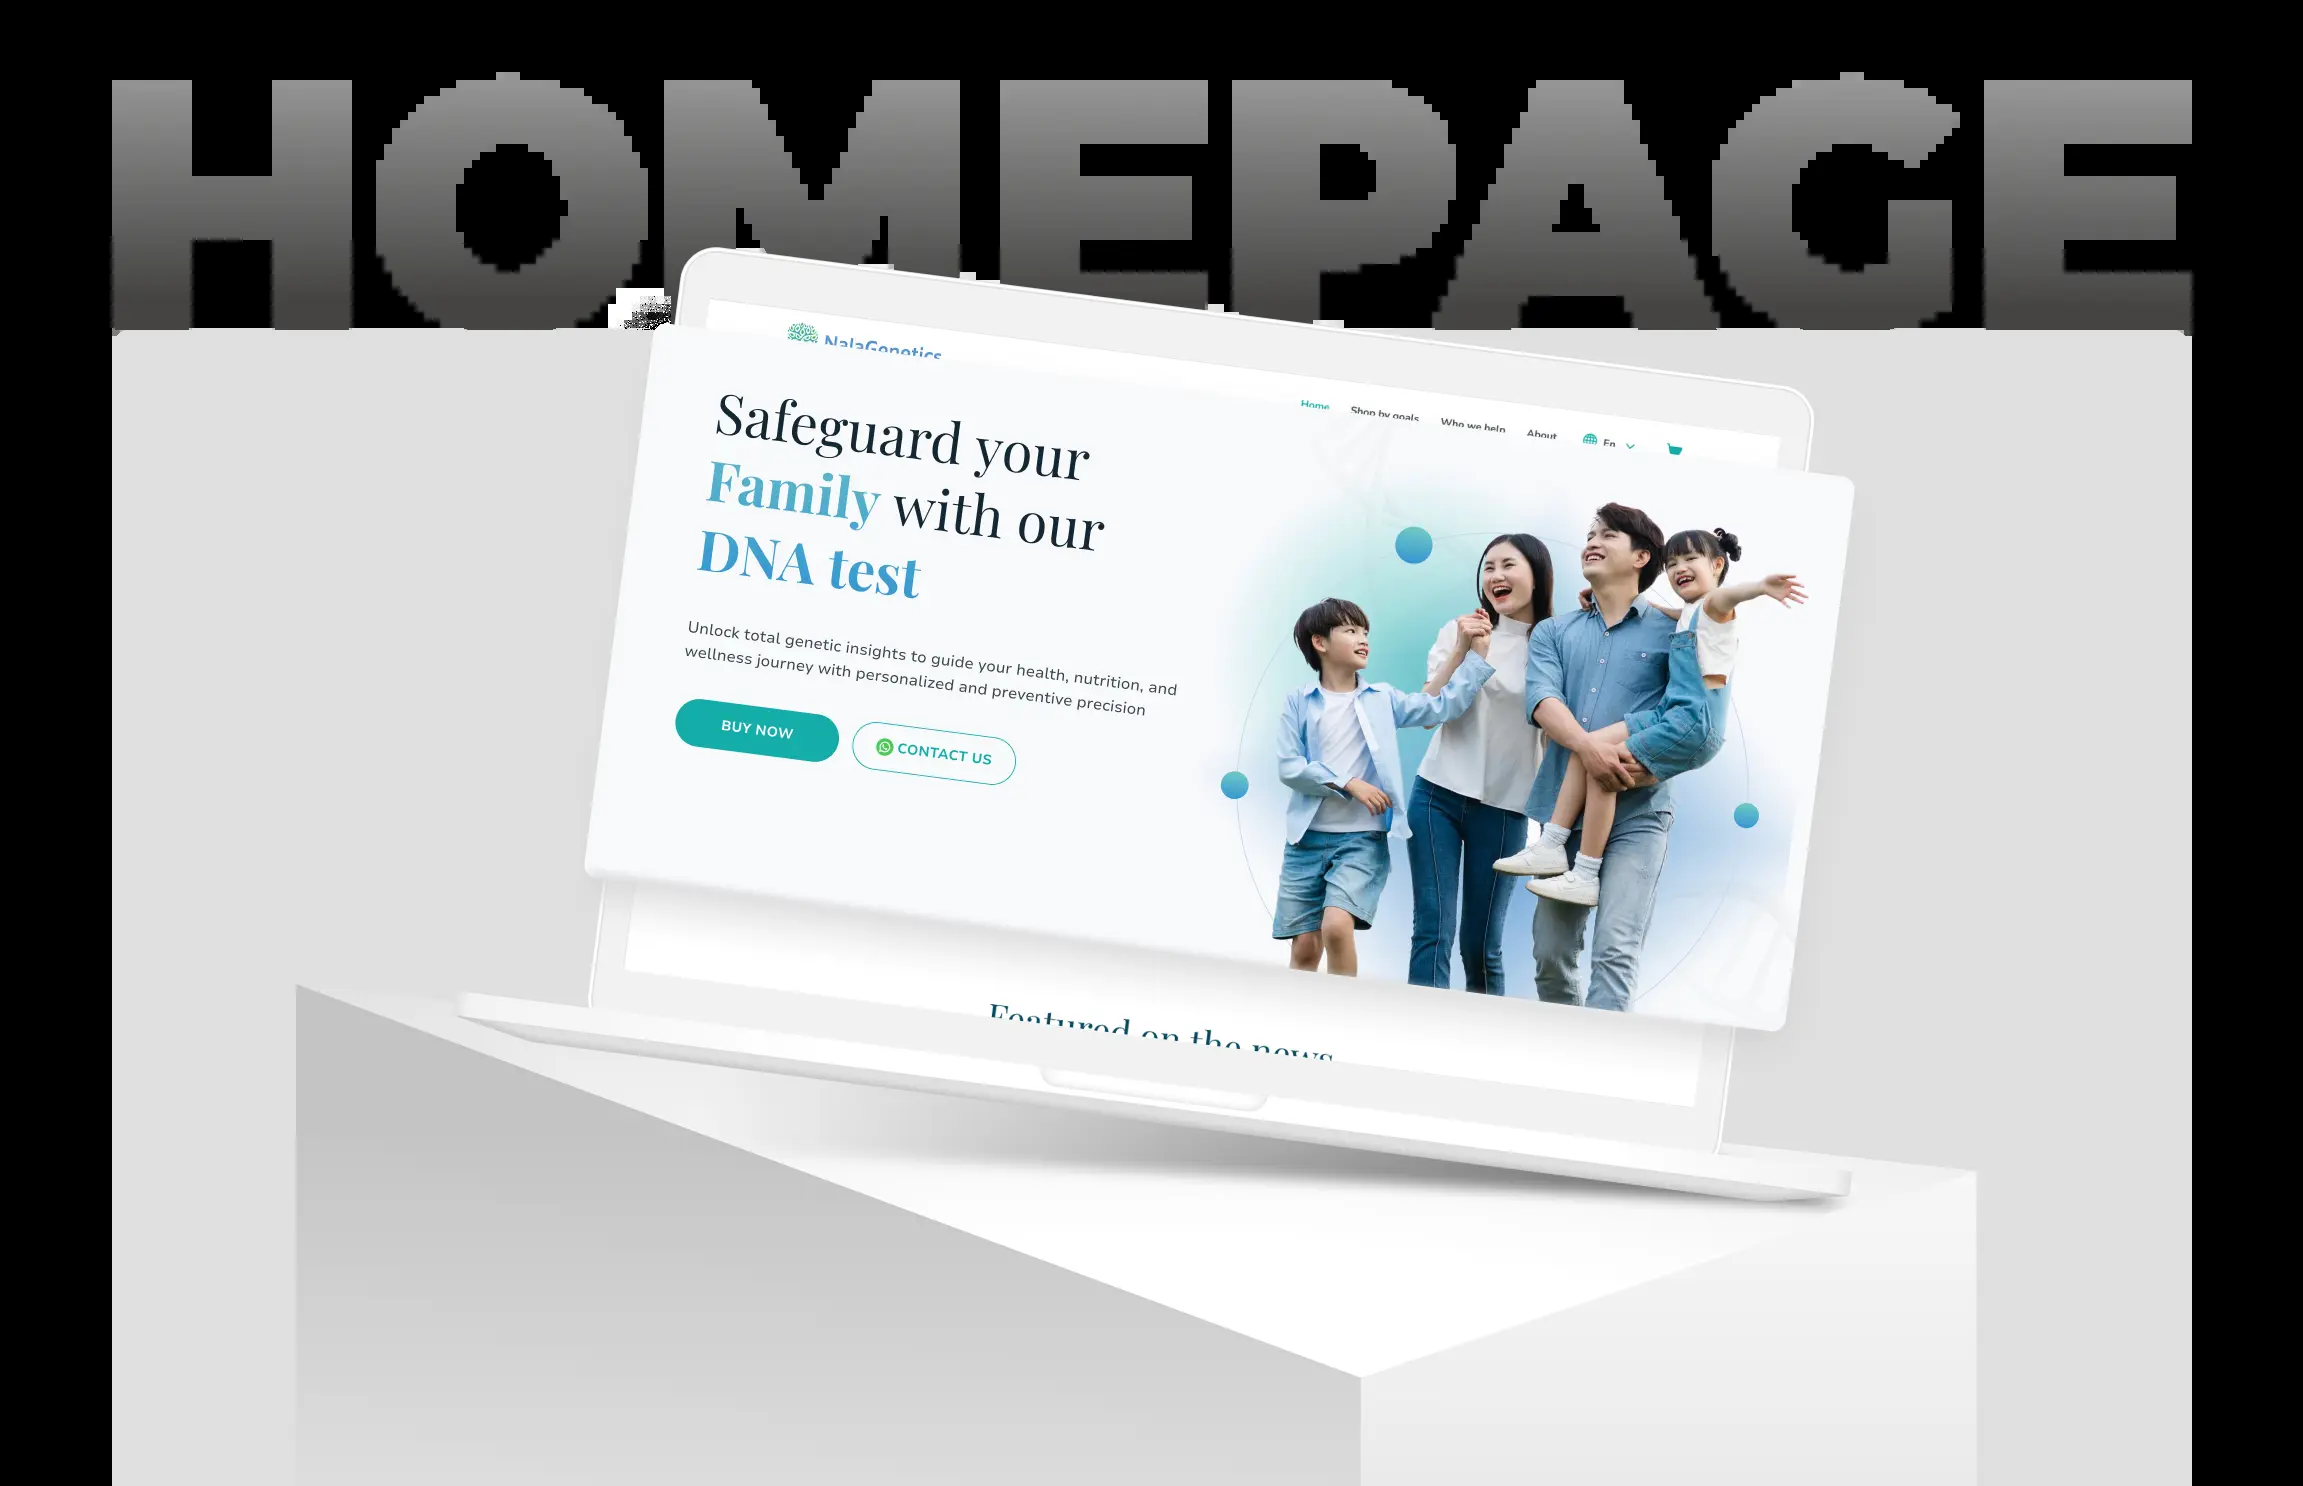 HOMEPAGE
NalaGenetics
Home Shop by goals Who we help About En
Safeguard your
Family with our
DNA test
Unlock total genetic insights to guide your health, nutrition, and
wellness journey with personalized and preventive precision
BUY NOW CONTACT US
Featured on the news